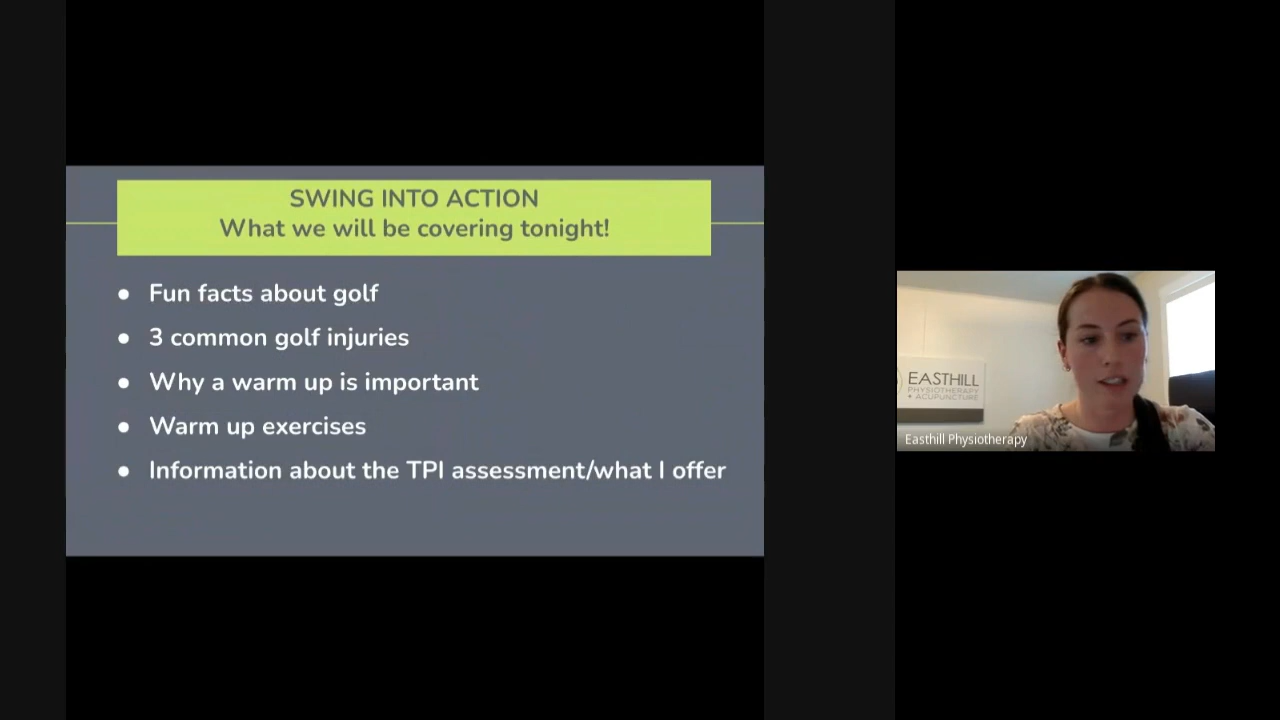 SWING INTO ACTION
What we will be covering tonight!
● Fun facts about golf
● 3 common golf injuries
● Why a warm up is important
● Warm up exercises
● Information about the TPI assessment/what I offer
EASTHILL
PHYSIOTHERAPY
+ ACUPUNCTURE
Easthill Physiotherapy